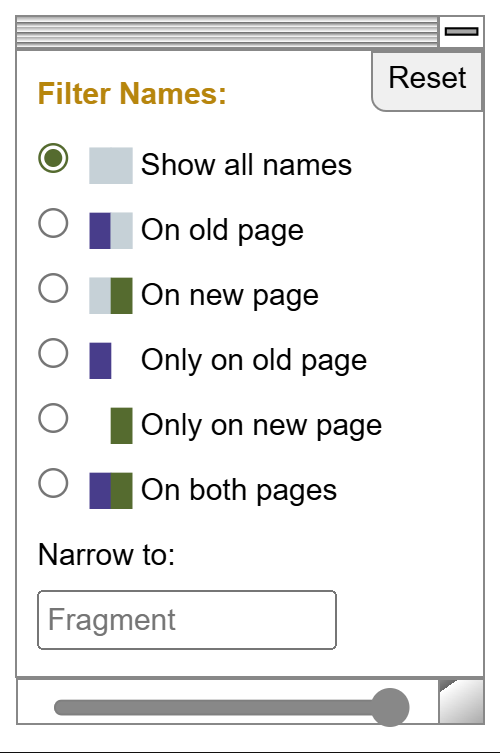 Reset
Filter Names:
Show all names
On old page
On new page
Only on old page
Only on new page
On both pages
Narrow to:
Fragment